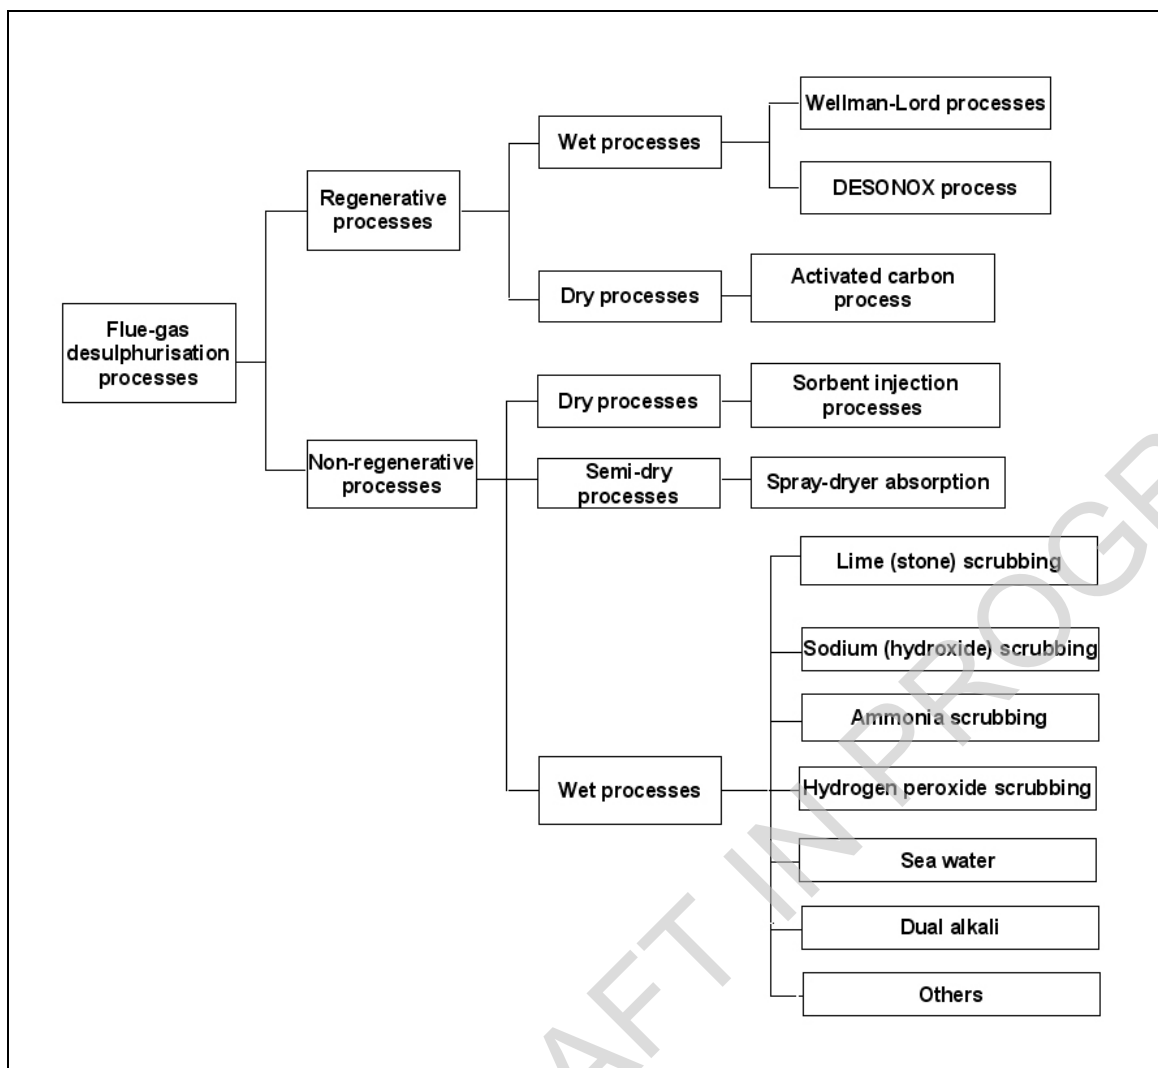 Wellman-Lord processes
Wet processes
DESONOX process
Regenerative
processes
Activated carbon
process
Dry processes
Flue-gas
desulphurisation
processes
Sorbent injection
processes
Dry processes
Non-regenerative
processes
Semi-dry
processes
Spray-dryer absorption
Lime (stone) scrubbing
Sodium (hydroxide) scrubbing
Ammonia scrubbing
Wet processes
Hydrogen peroxide scrubbing
Sea water
Dual alkali
Others
IN